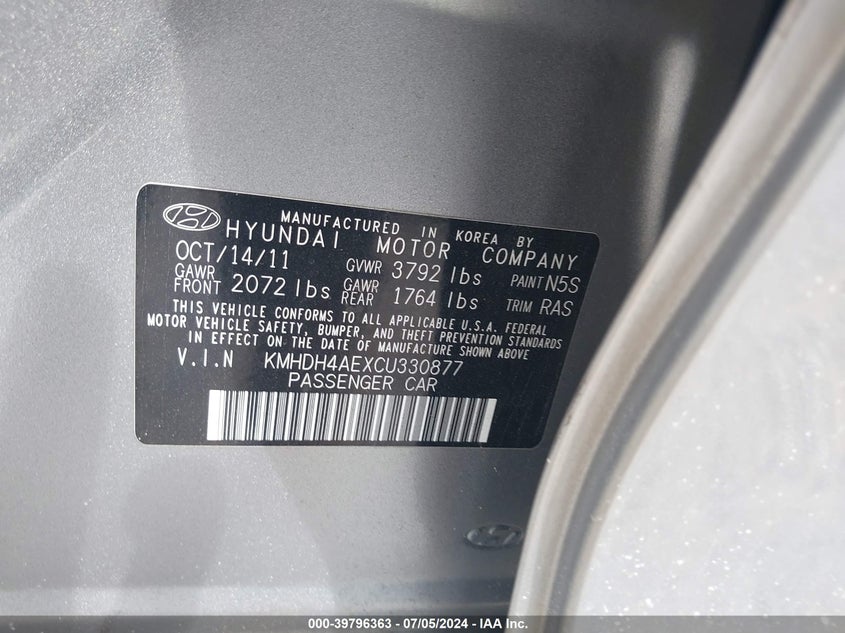 MANUFACTURED IN KOREA BY
HYUNDAI MOTOR COMPANY
OCT/14/11 GVWR 3792 lbs PAINT N5S
GAWR FRONT 2072 lbs GAWR REAR 1764 lbs TRIM RAS
THIS VEHICLE CONFORMS TO ALL APPLICABLE U.S.A. FEDERAL
MOTOR VEHICLE SAFETY, BUMPER, AND THEFT PREVENTION STANDARDS
IN EFFECT ON THE DATE OF MANUFACTURE SHOWN ABOVE
V.I.N KMHDH4AEXCU330877
PASSENGER CAR
000-39796363 - 07/05/2024 - IAA Inc.